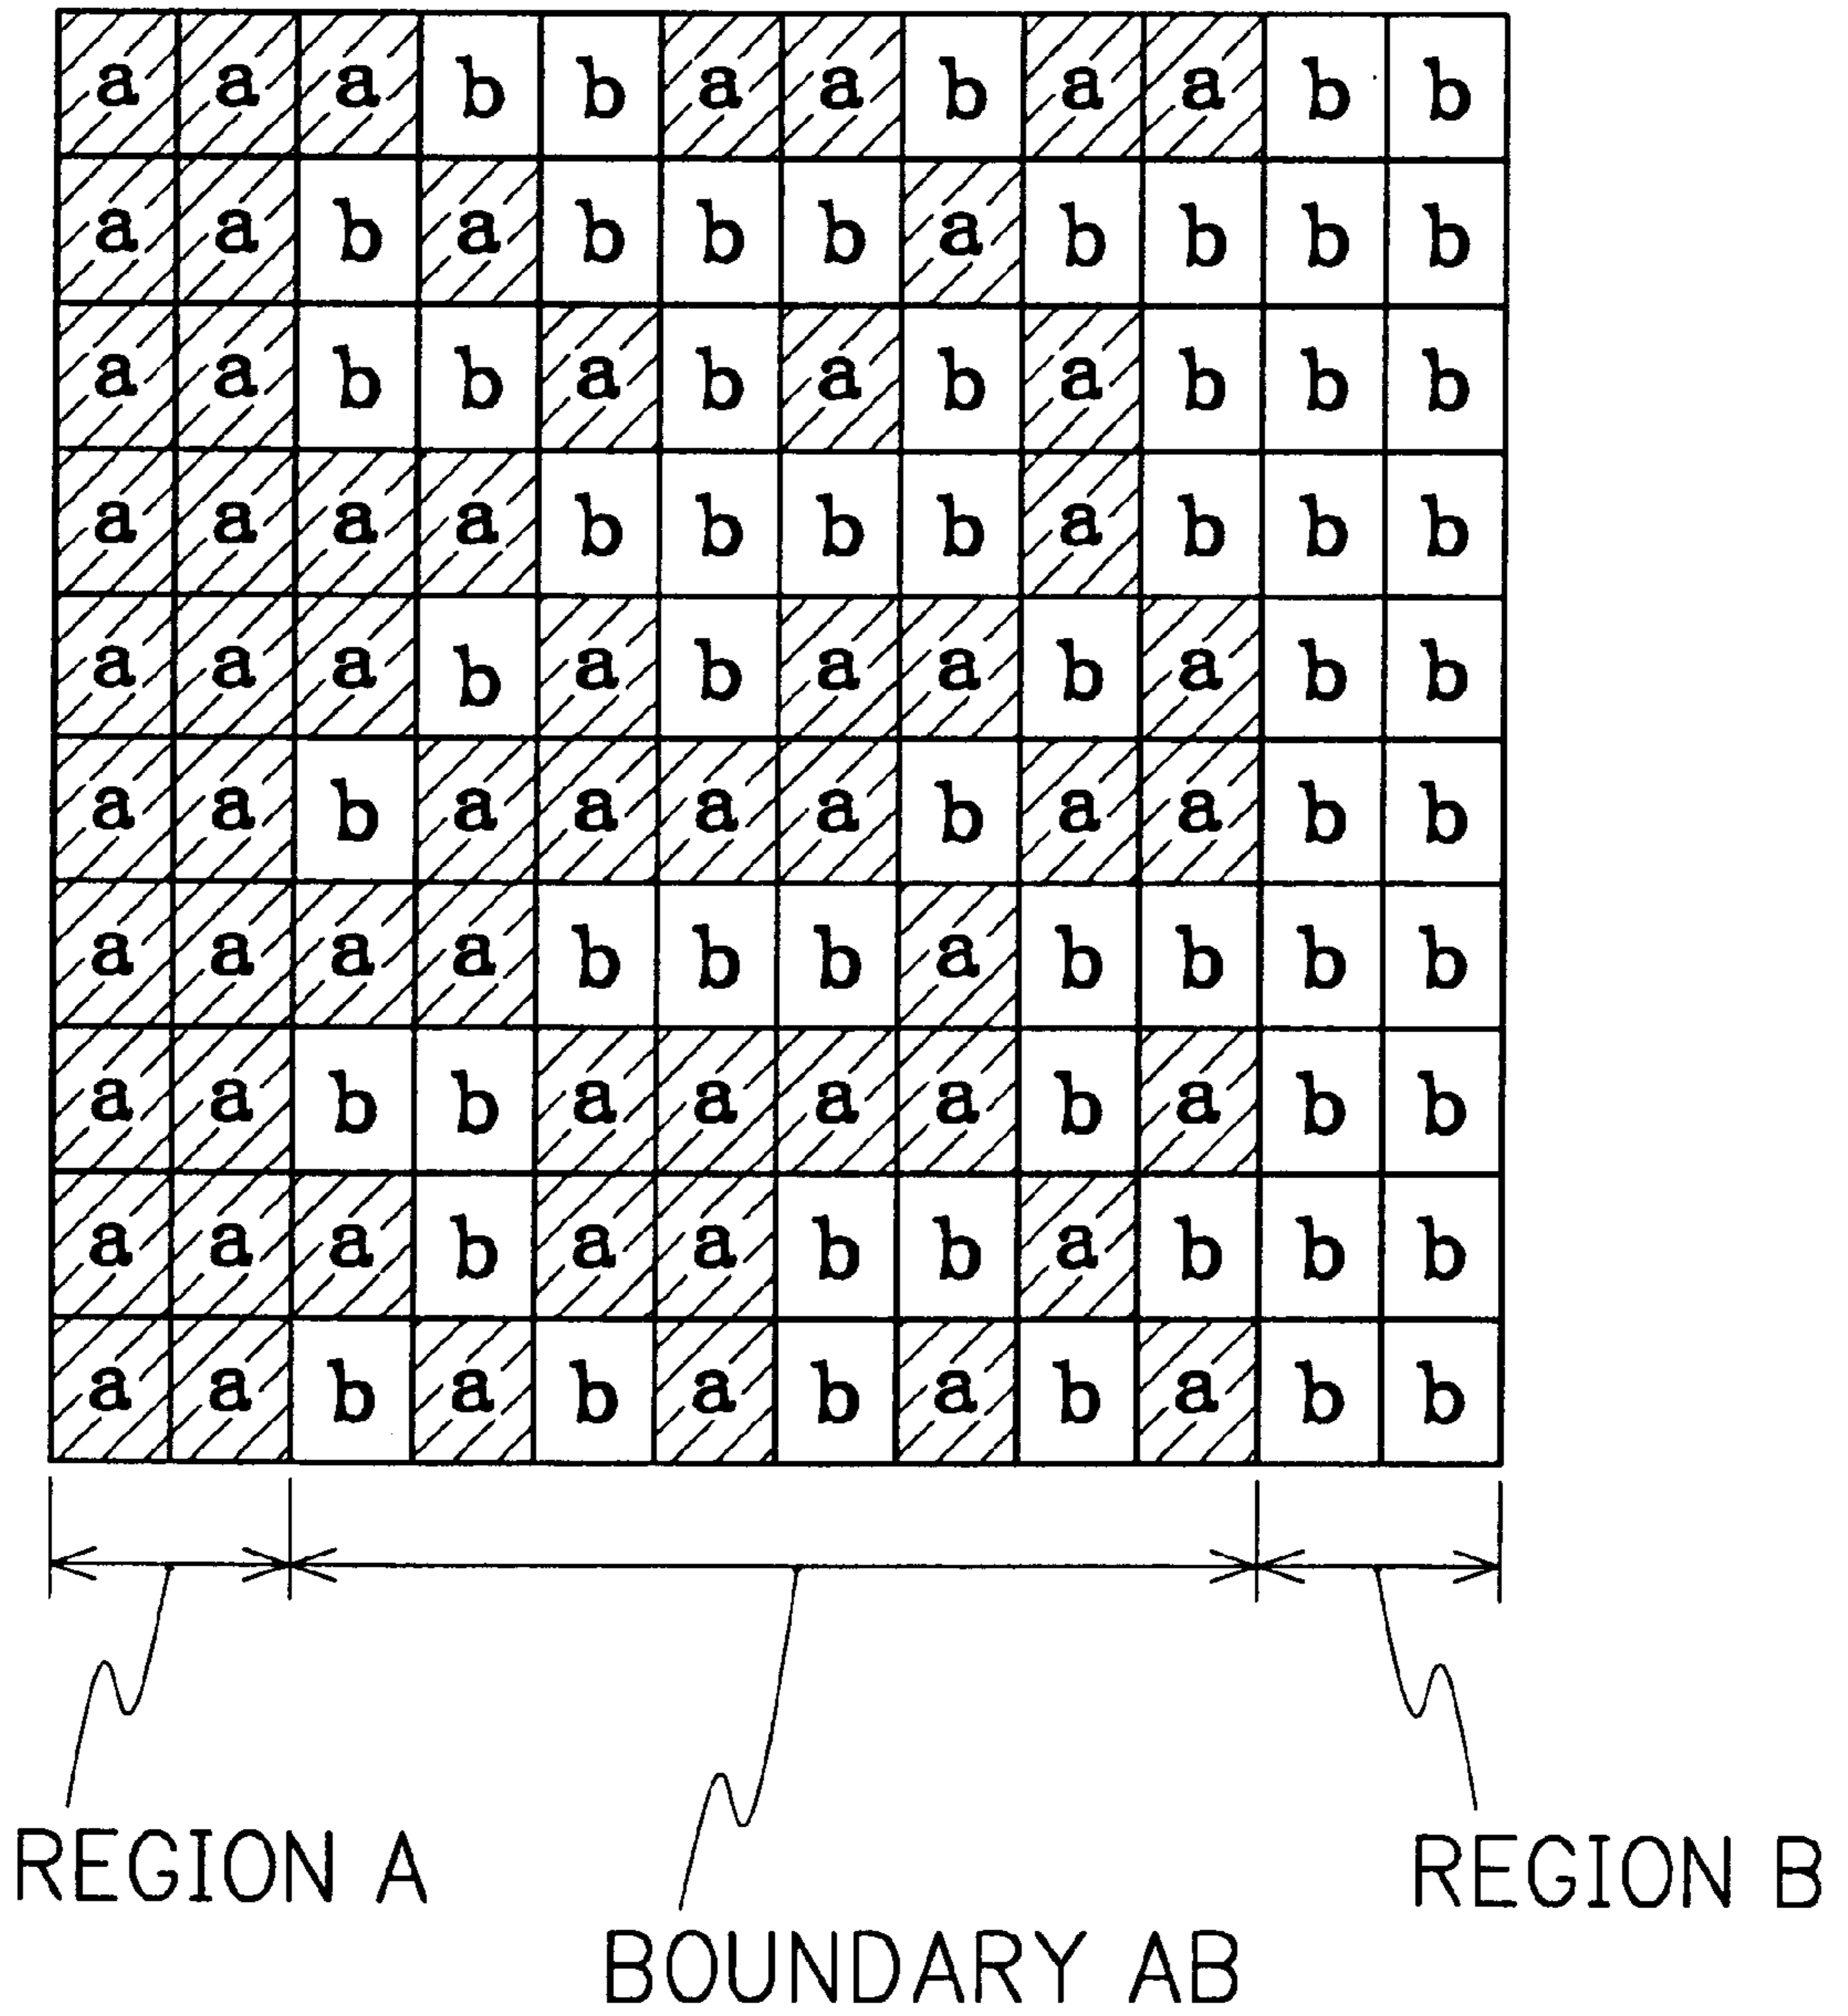 a a a b b a a b a a b b
a a b a b b b a b b b b
a a b b a b a b a b b b
a a a a b b b b a b b b
a a a b a b a a b a b b
a a b a a a a b a a b b
a a a a b b b a b b b b
a a b b a a a a b a b b
a a a b a a b b a b b b
a a b a b a b a b a b b
REGION A
REGION B
BOUNDARY AB